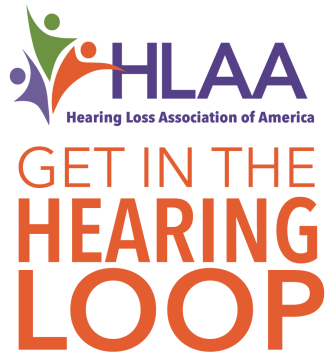 HLAA
Hearing Loss Association of America
GET IN THE
HEARING
LOOP